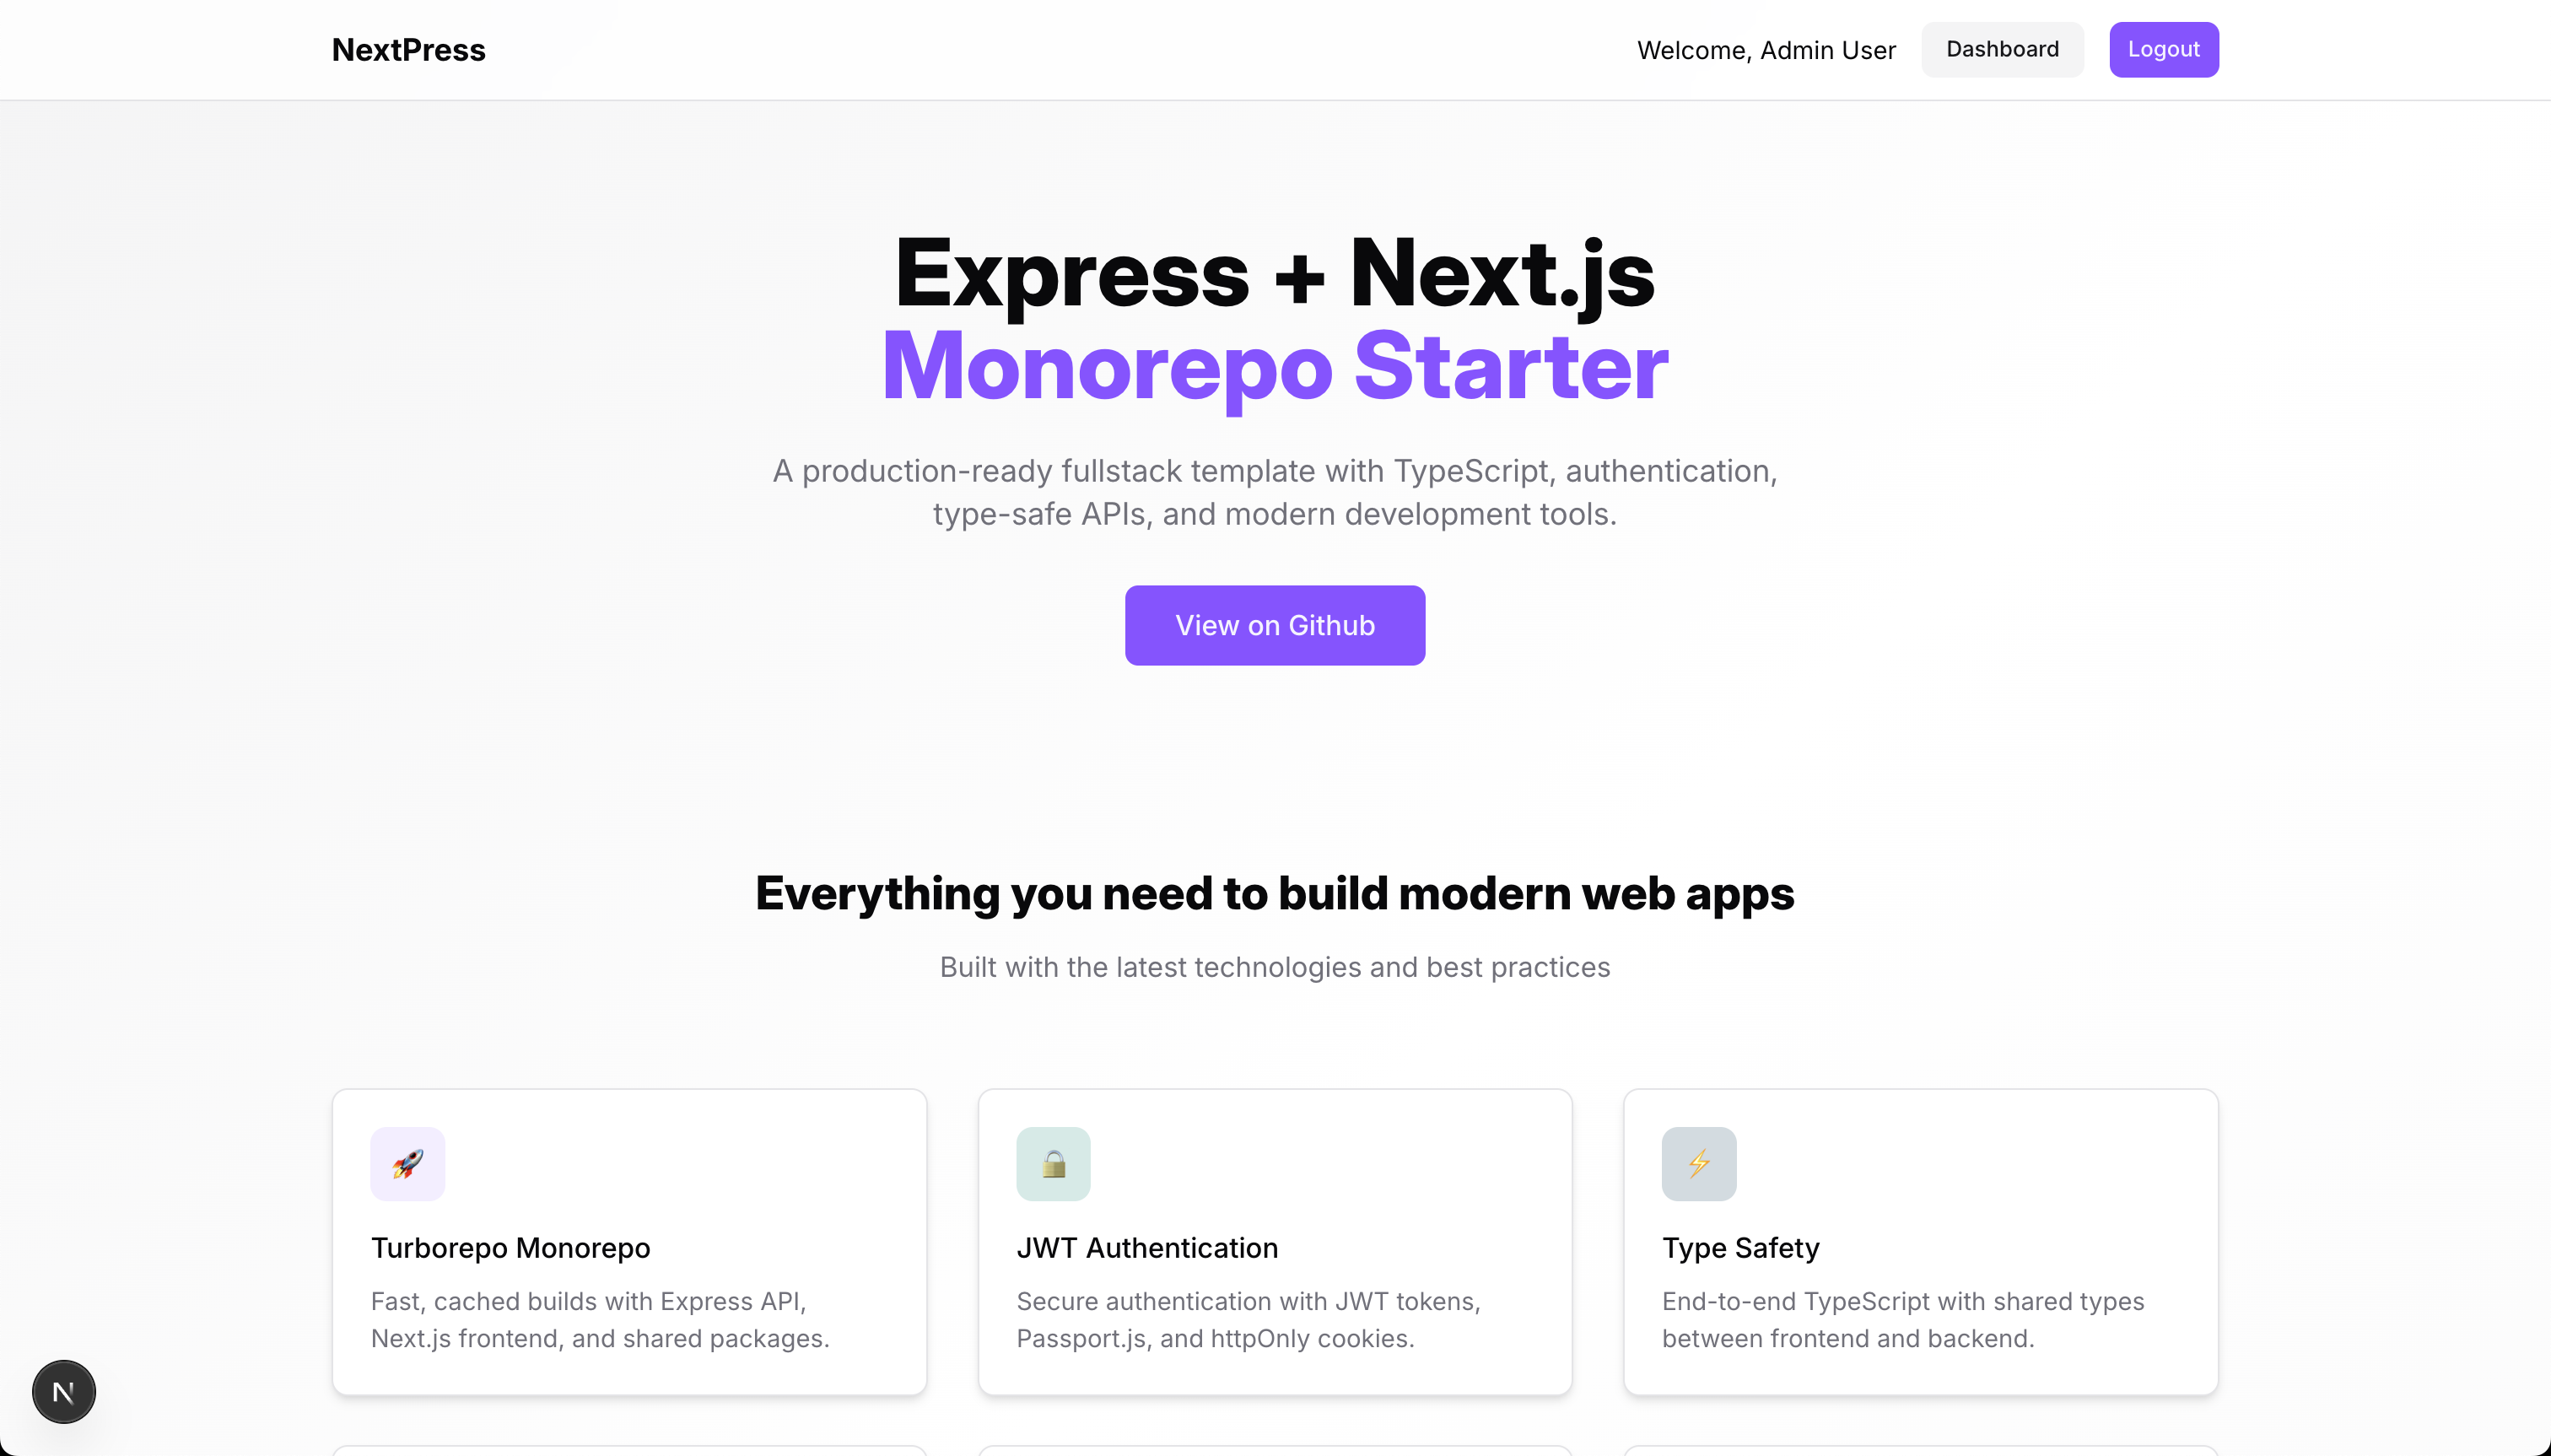 NextPress
Welcome, Admin User
Dashboard
Logout
Express + Next.js
Monorepo Starter
A production-ready fullstack template with TypeScript, authentication,
type-safe APIs, and modern development tools.
View on Github
Everything you need to build modern web apps
Built with the latest technologies and best practices
Turborepo Monorepo
Fast, cached builds with Express API,
Next.js frontend, and shared packages.
JWT Authentication
Secure authentication with JWT tokens,
Passport.js, and httpOnly cookies.
Type Safety
End-to-end TypeScript with shared types
between frontend and backend.
N